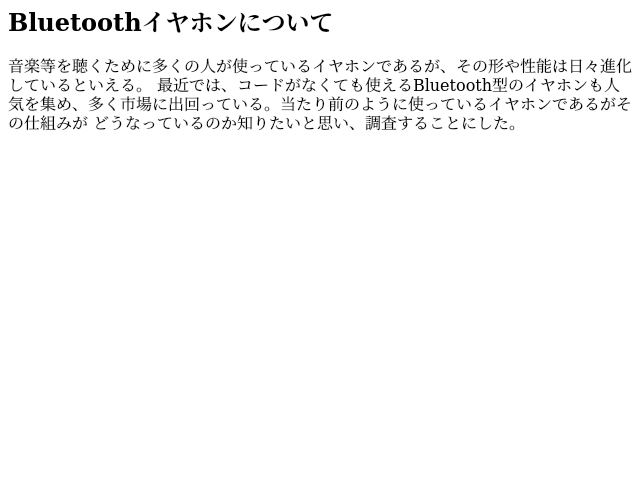 Bluetoothイヤホンについて
音楽等を聴くために多くの人が使っているイヤホンであるが、その形や性能は日々進化
しているといえる。 最近では、コードがなくても使えるBluetooth型のイヤホンも人
気を集め、多く市場に出回っている。当たり前のように使っているイヤホンであるがそ
の仕組みが どうなっているのか知りたいと思い、調査することにした。